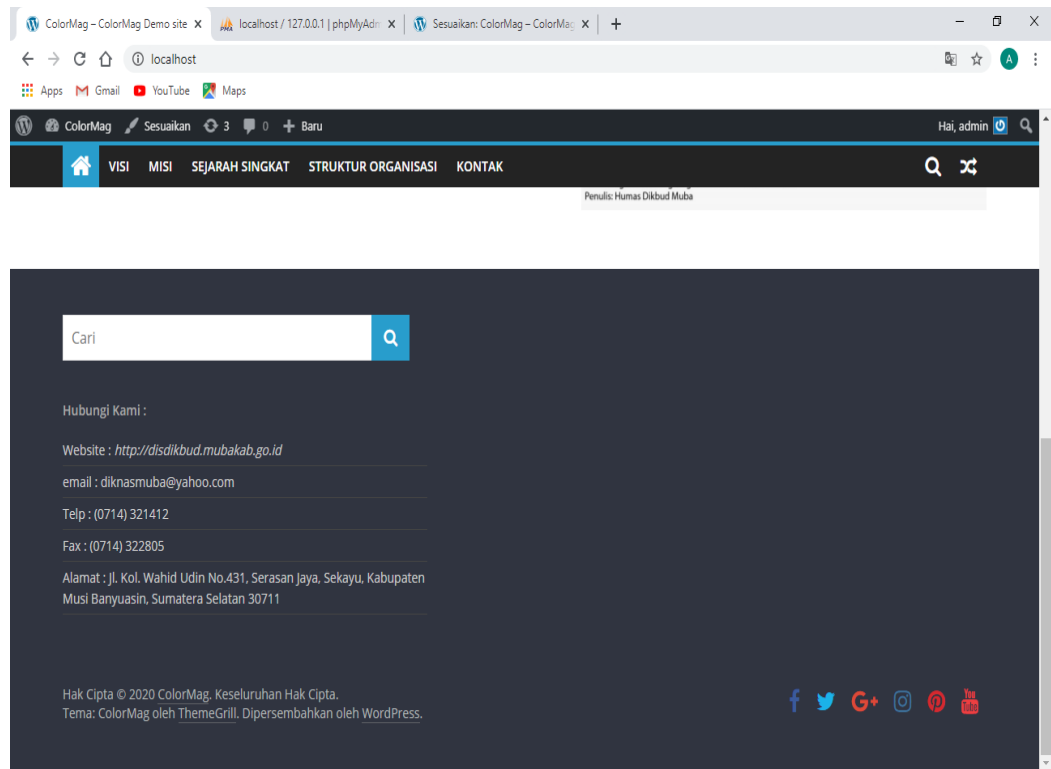 ColorMag – ColorMag Demo site
localhost / 127.0.0.1 | phpMyAdm
Sesuaikan: ColorMag – ColorMag
localhost
A
Apps Gmail YouTube Maps
ColorMag Sesuaikan 3 0 Baru Hai, admin
VISI MISI SEJARAH SINGKAT STRUKTUR ORGANISASI KONTAK
Penulis: Humas Dikbud Muba
Cari
Hubungi Kami :
Website : http://disdikbud.mubakab.go.id
email : diknasmuba@yahoo.com
Telp : (0714) 321412
Fax : (0714) 322805
Alamat : Jl. Kol. Wahid Udin No.431, Serasan Jaya, Sekayu, Kabupaten
Musi Banyuasin, Sumatera Selatan 30711
Hak Cipta © 2020 ColorMag. Keseluruhan Hak Cipta.
Tema: ColorMag oleh ThemeGrill. Dipersembahkan oleh WordPress.
You
Tube